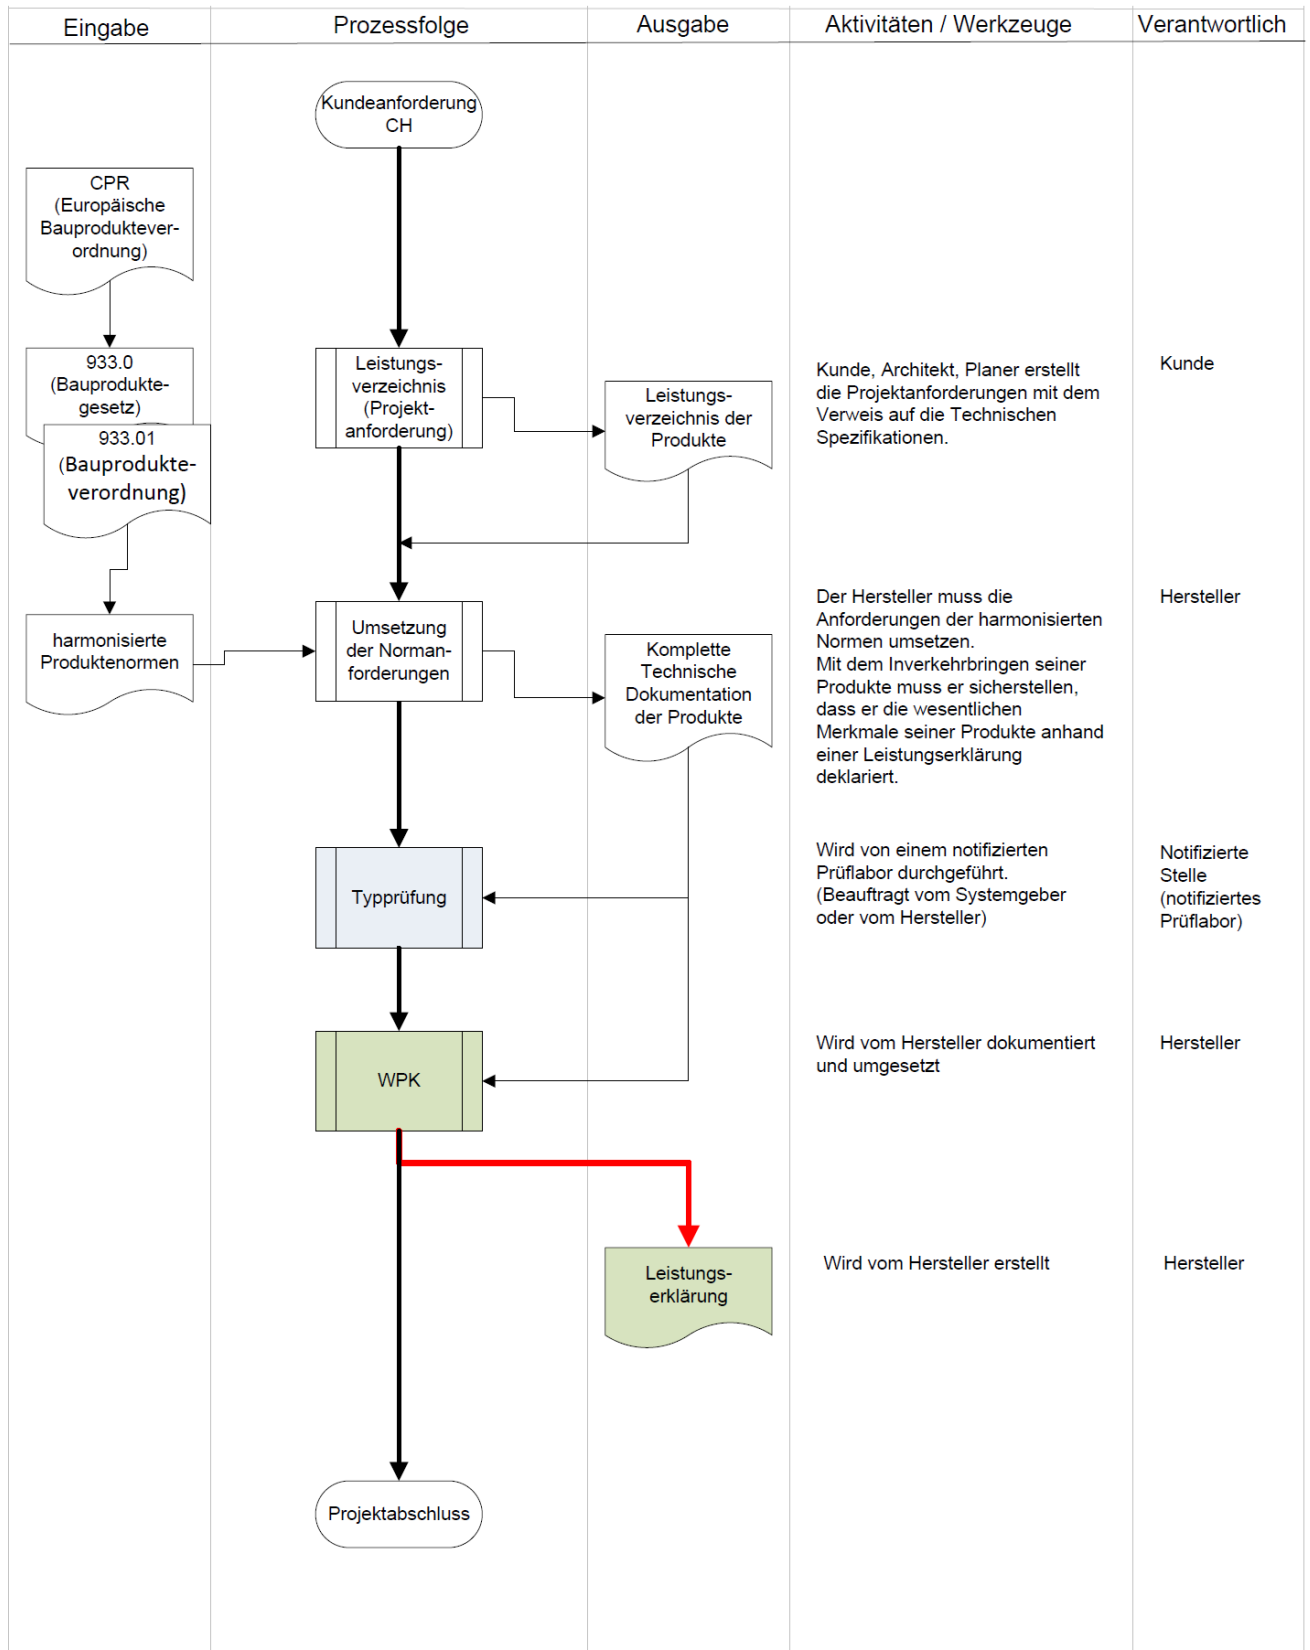 Eingabe
Prozessfolge
Ausgabe
Aktivitäten / Werkzeuge
Verantwortlich
Kundeanforderung
CH
CPR
(Europäische
Bauproduktever-
ordnung)
933.0
(Bauprodukte-
gesetz)
933.01
(Bauprodukte-
verordnung)
Leistungs-
verzeichnis
(Projekt-
anforderung)
Leistungs-
verzeichnis der
Produkte
Kunde, Architekt, Planer erstellt
die Projektanforderungen mit dem
Verweis auf die Technischen
Spezifikationen.
Kunde
harmonisierte
Produktenormen
Umsetzung
der Norman-
forderungen
Komplette
Technische
Dokumentation
der Produkte
Der Hersteller muss die
Anforderungen der harmonisierten
Normen umsetzen.
Mit dem Inverkehrbringen seiner
Produkte muss er sicherstellen,
dass er die wesentlichen
Merkmale seiner Produkte anhand
einer Leistungserklärung
deklariert.
Hersteller
Typprüfung
Wird von einem notifizierten
Prüflabor durchgeführt.
(Beauftragt vom Systemgeber
oder vom Hersteller)
Notifizierte
Stelle
(notifiziertes
Prüflabor)
WPK
Wird vom Hersteller dokumentiert
und umgesetzt
Hersteller
Leistungs-
erklärung
Wird vom Hersteller erstellt
Hersteller
Projektabschluss